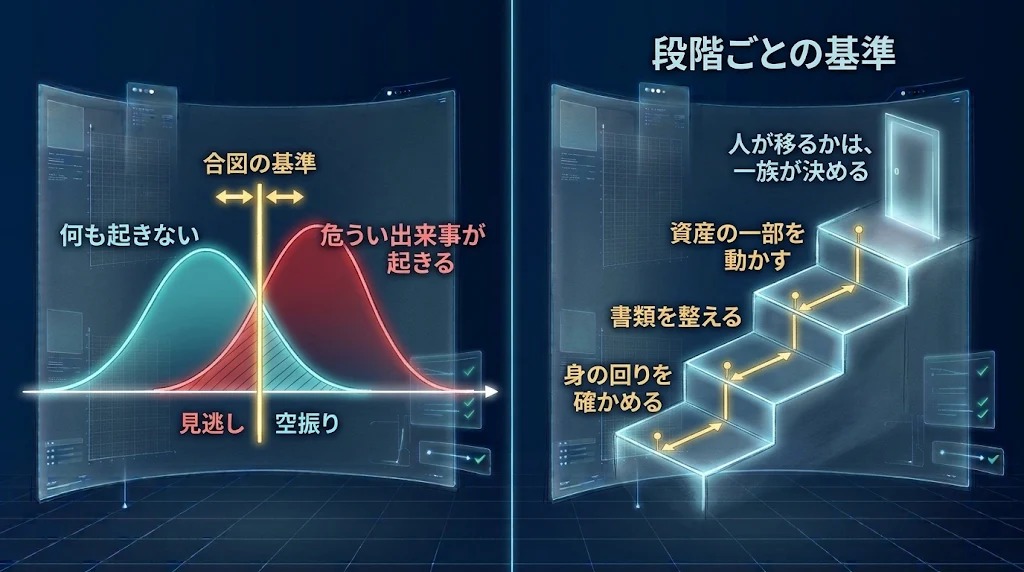 合図の基準
何も起きない
危うい出来事が
起きる
見逃し
空振り
段階ごとの基準
人が移るかは、
一族が決める
資産の一部を
動かす
書類を整える
身の回りを
確かめる